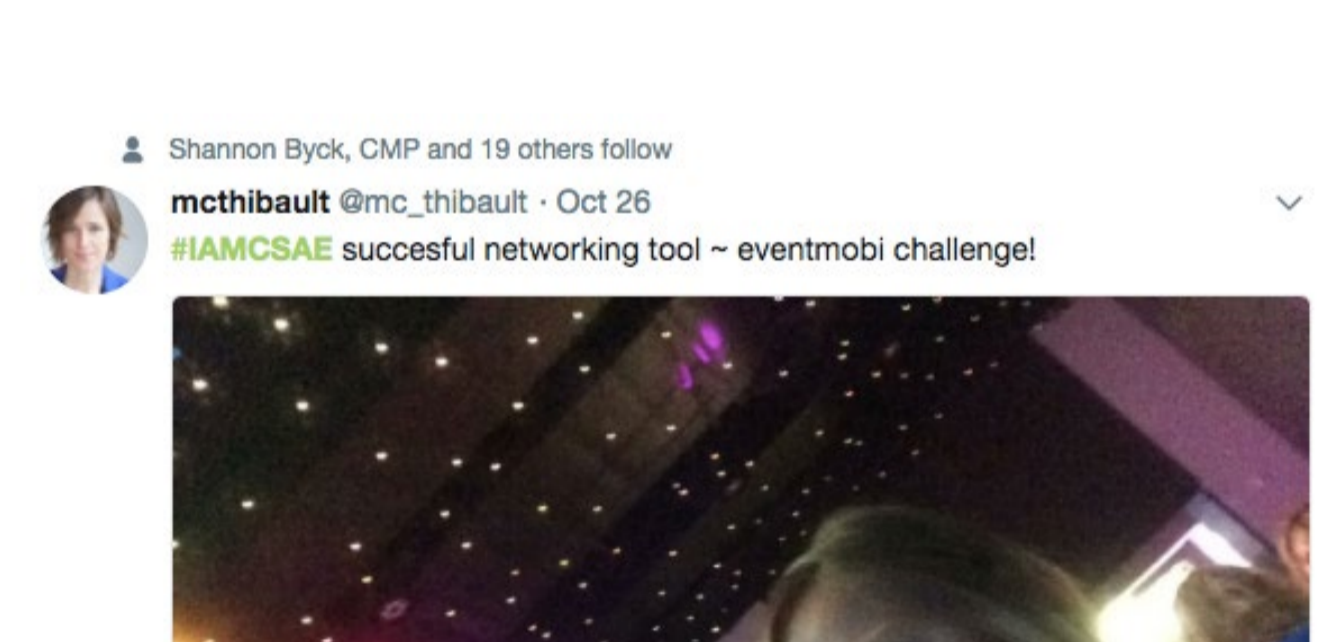 Shannon Byck, CMP and 19 others follow
mcthibault @mc_thibault · Oct 26
#IAMCSAE succesful networking tool ~ eventmobi challenge!